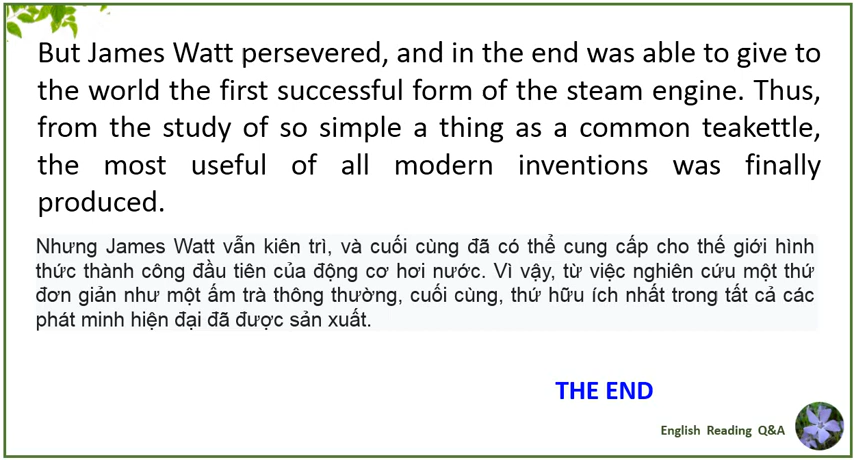 But James Watt persevered, and in the end was able to give to
the world the first successful form of the steam engine. Thus,
from the study of so simple a thing as a common teakettle,
the most useful of all modern inventions was finally
produced.
Nhưng James Watt vẫn kiên trì, và cuối cùng đã có thể cung cấp cho thế giới hình
thức thành công đầu tiên của động cơ hơi nước. Vì vậy, từ việc nghiên cứu một thứ
đơn giản như một ấm trà thông thường, cuối cùng, thứ hữu ích nhất trong tất cả các
phát minh hiện đại đã được sản xuất.
THE END
English Reading Q&A